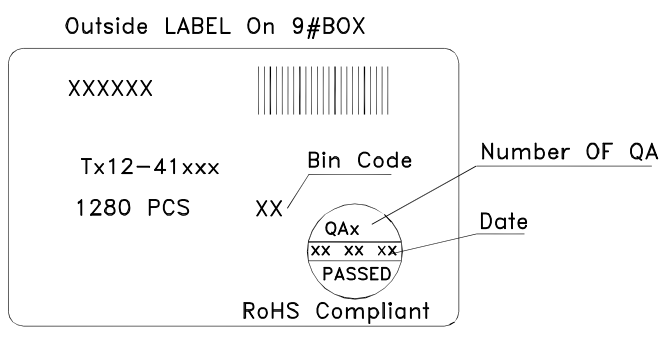 Outside LABEL On 9#BOX
XXXXXX
Tx12-41xxx
Bin Code
Number OF QA
1280 PCS
XX
QAx
Date
xx xx xx
PASSED
RoHS Compliant